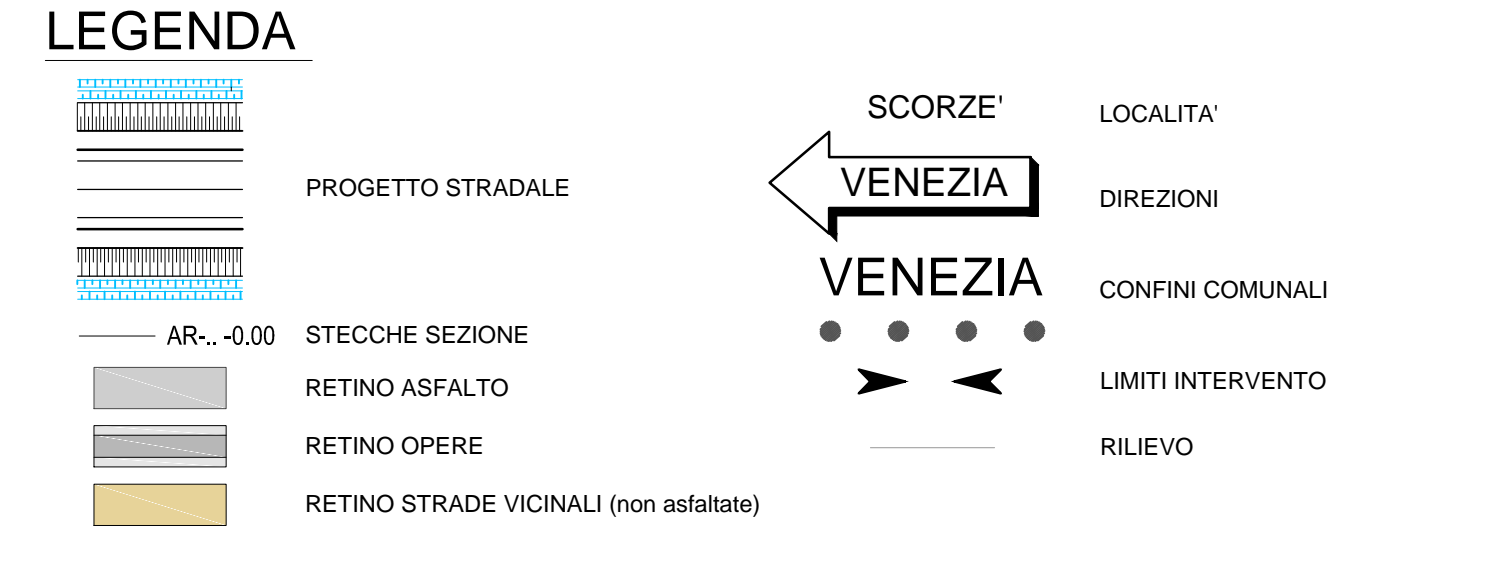 LEGENDA
PROGETTO STRADALE
AR-.. -0.00 STECCHE SEZIONE
RETINO ASFALTO
RETINO OPERE
RETINO STRADE VICINALI (non asfaltate)
SCORZE' LOCALITA'
VENEZIA DIREZIONI
VENEZIA CONFINI COMUNALI
LIMITI INTERVENTO
RILIEVO